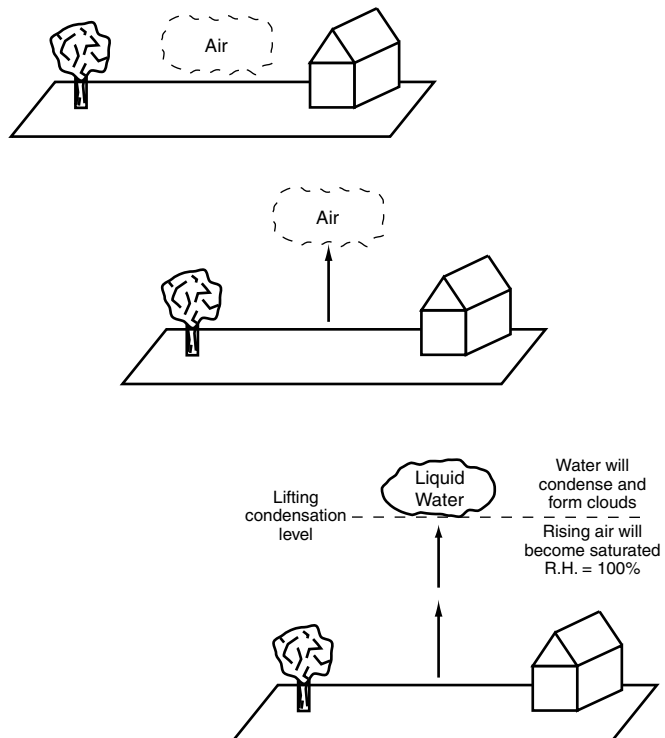 Air
Air
Liquid
Water
Lifting
condensation
level
Water will
condense and
form clouds
Rising air will
become saturated
R.H. = 100%